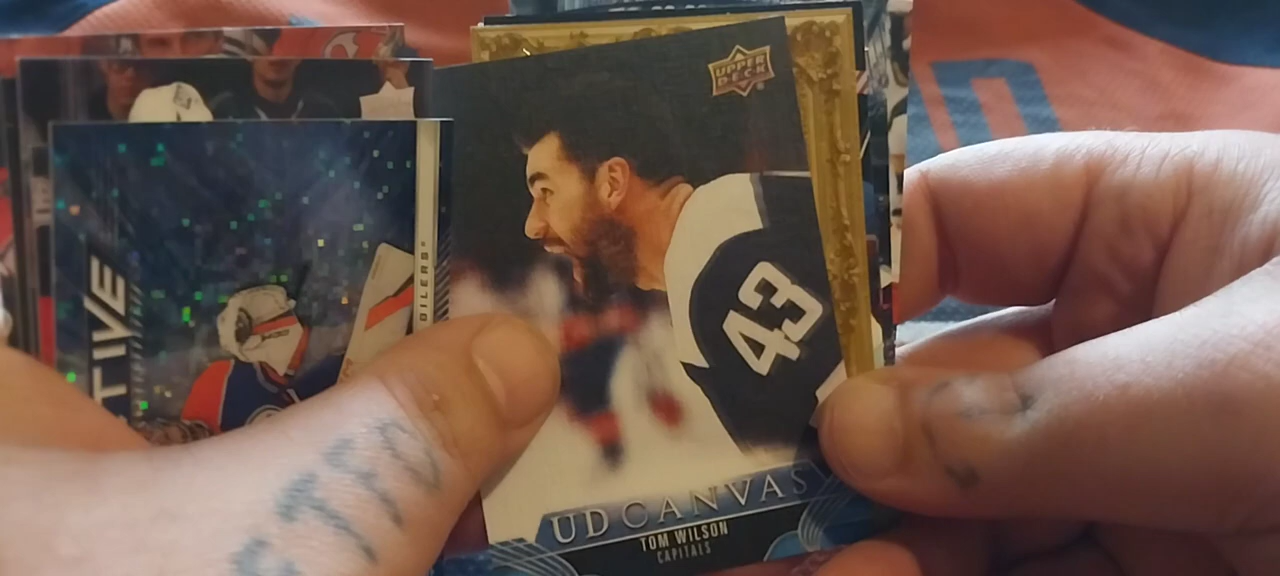 UPPER
DECK
TIVE
OILERS
43
UD CANVAS
TOM WILSON
CAPITALS